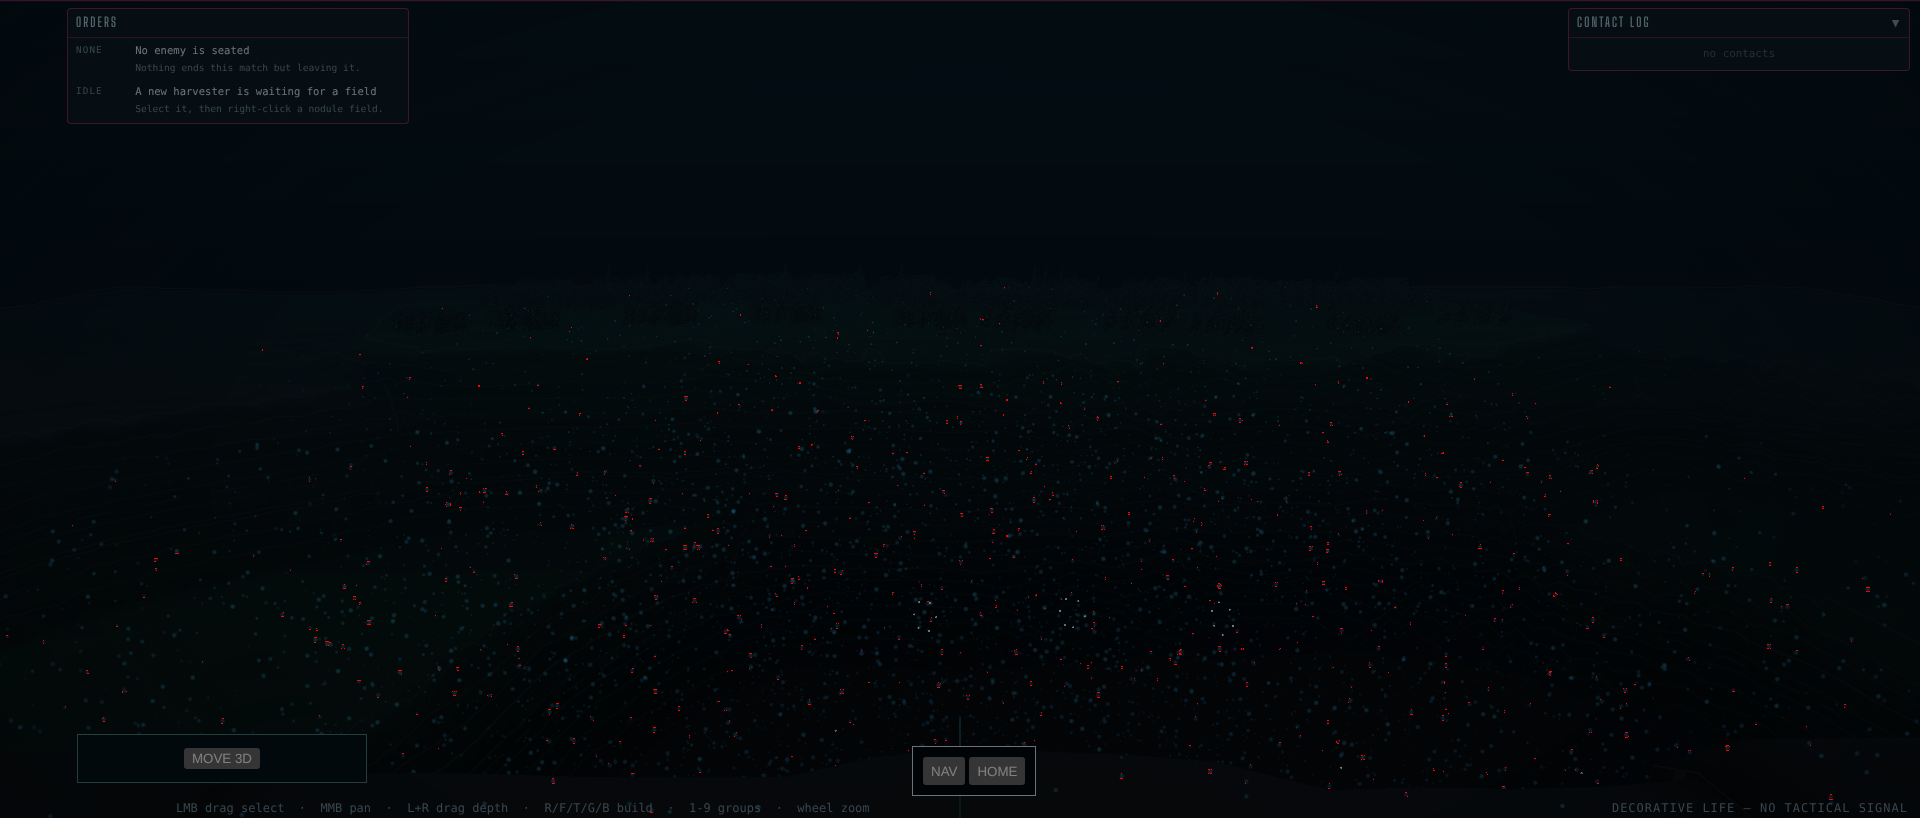 ORDERS
NONE No enemy is seated
Nothing ends this match but leaving it.
IDLE A new harvester is waiting for a field
Select it, then right-click a nodule field.
CONTACT LOG ▼
no contacts
MOVE 3D
NAV HOME
LMB drag select · MMB pan · L+R drag depth · R/F/T/G/B build · 1-9 groups · wheel zoom
DECORATIVE LIFE — NO TACTICAL SIGNAL